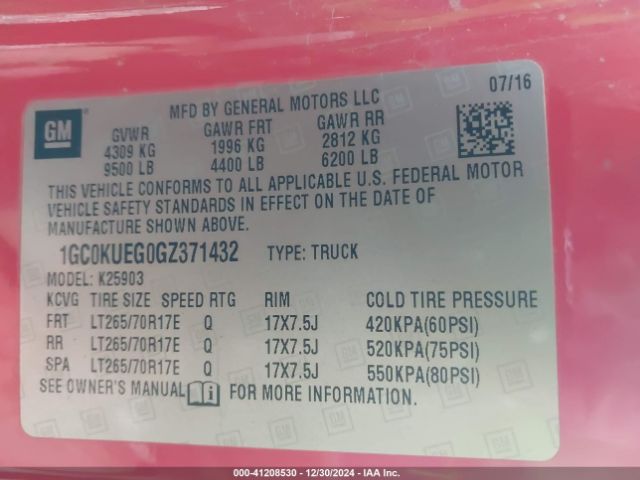 07/16
GM
MFD BY GENERAL MOTORS LLC
GVWR GAWR FRT GAWR RR
4309 KG 1996 KG 2812 KG
9500 LB 4400 LB 6200 LB
THIS VEHICLE CONFORMS TO ALL APPLICABLE U.S. FEDERAL MOTOR
VEHICLE SAFETY STANDARDS IN EFFECT ON THE DATE OF
MANUFACTURE SHOWN ABOVE.
1GC0KUEG0GZ371432 TYPE: TRUCK
MODEL: K25903
KCVG TIRE SIZE SPEED RTG RIM COLD TIRE PRESSURE
FRT LT265/70R17E Q 17X7.5J 420KPA(60PSI)
RR LT265/70R17E Q 17X7.5J 520KPA(75PSI)
SPA LT265/70R17E Q 17X7.5J 550KPA(80PSI)
SEE OWNER'S MANUAL i FOR MORE INFORMATION.
000-41208530 - 12/30/2024 - IAA Inc.